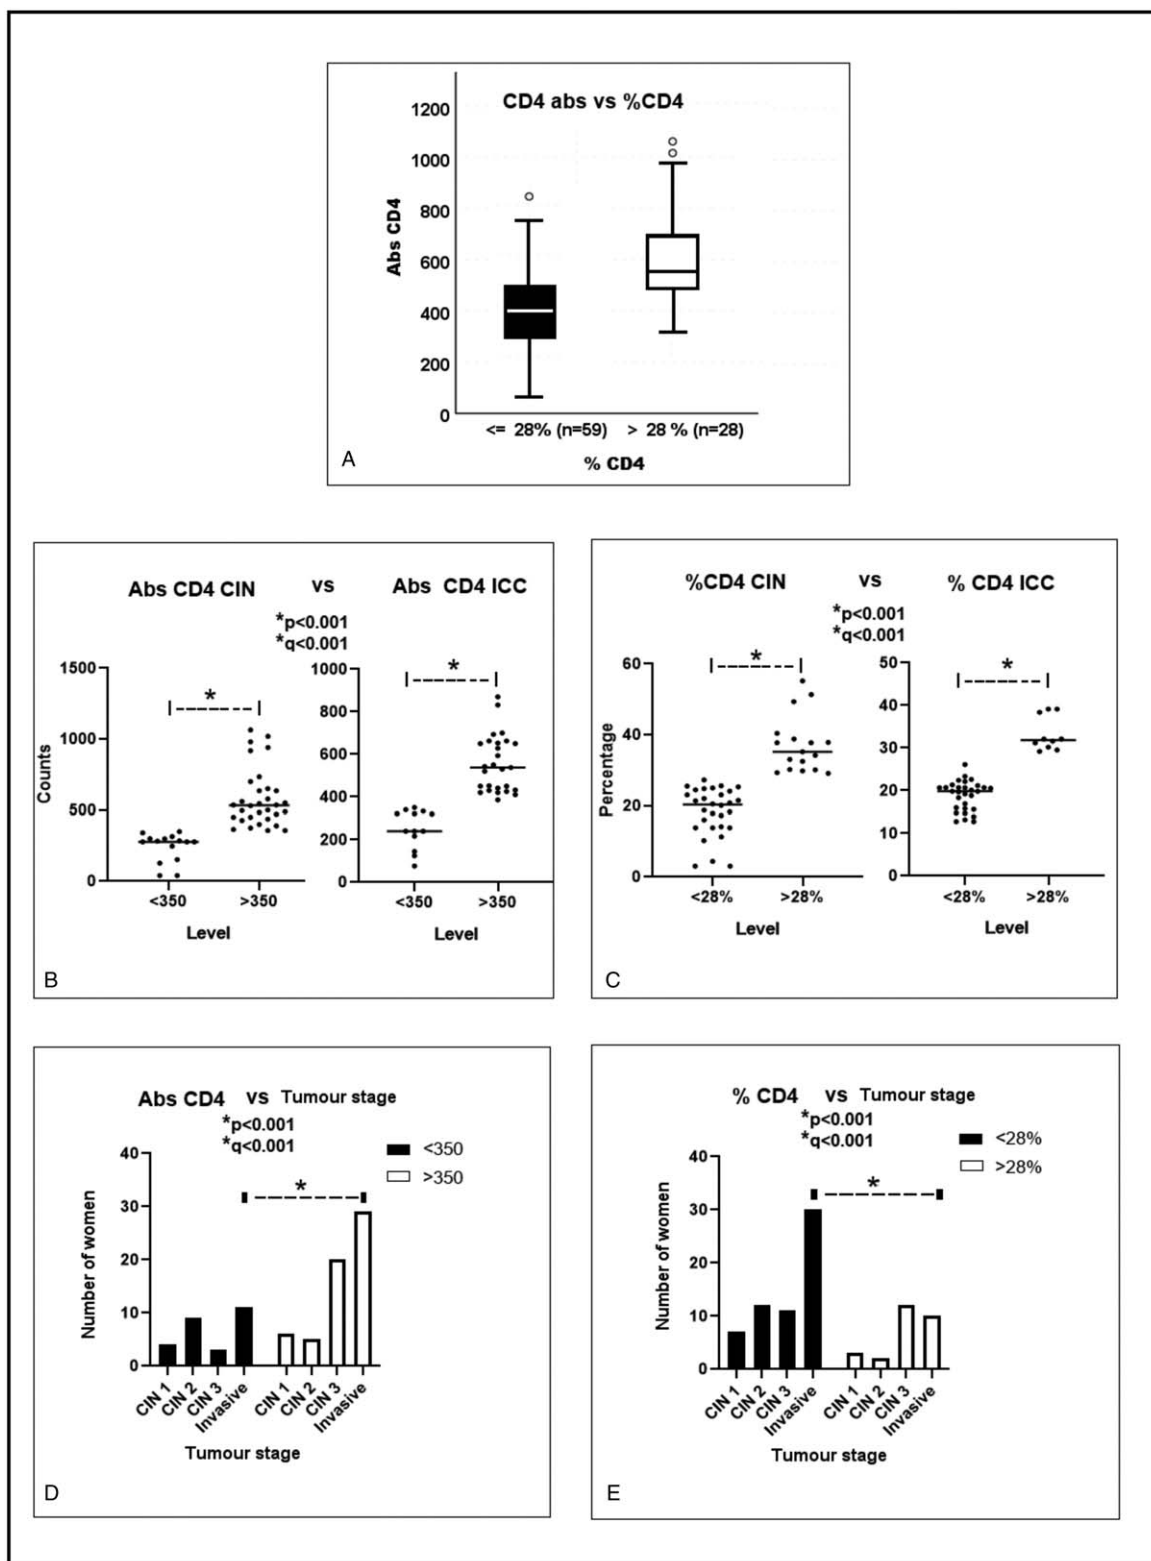 CD4 abs vs %CD4
1200
1000
800
600
400
200
0
Abs CD4
<= 28% (n=59) > 28 % (n=28)
% CD4
A
Abs CD4 CIN vs Abs CD4 ICC
*p<0.001
*q<0.001
1500
1000
500
0
Counts
*
<350 >350
Level
1000
800
600
400
200
0
*
<350 >350
Level
B
%CD4 CIN vs % CD4 ICC
*p<0.001
*q<0.001
60
40
20
0
Percentage
*
<28% >28%
Level
50
40
30
20
10
0
*
<28% >28%
Level
C
Abs CD4 vs Tumour stage
*p<0.001
*q<0.001
<350
>350
40
30
20
10
0
Number of women
*
CIN 1 CIN 2 CIN 3 Invasive CIN 1 CIN 2 CIN 3 Invasive
Tumour stage
D
% CD4 vs Tumour stage
*p<0.001
*q<0.001
<28%
>28%
40
30
20
10
0
Number of women
*
CIN 1 CIN 2 CIN 3 Invasive CIN 1 CIN 2 CIN 3 Invasive
Tumour stage
E